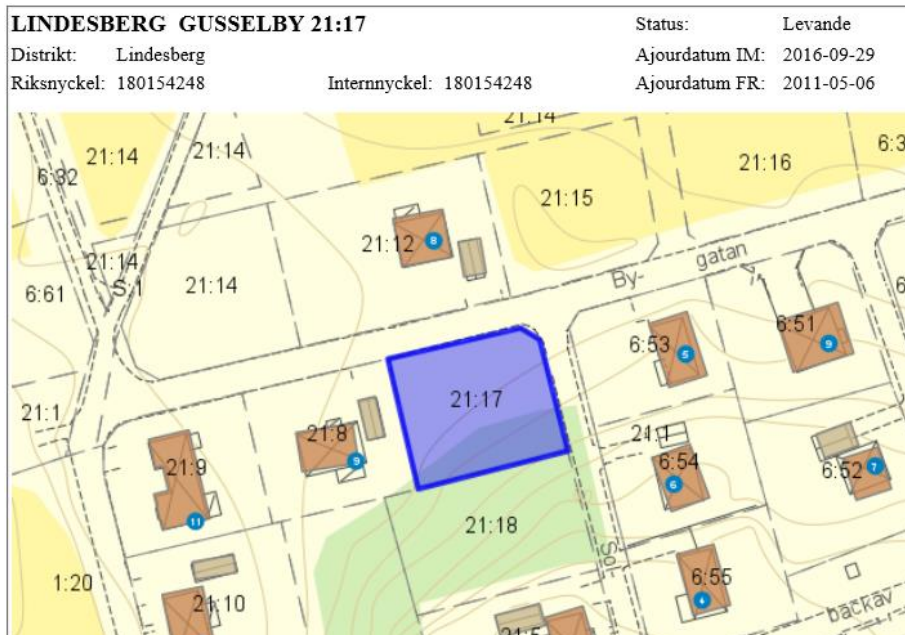 LINDESBERG GUSSELBY 21:17
Status: Levande
Distrikt: Lindesberg
Ajourdatum IM: 2016-09-29
Riksnyckel: 180154248
Internnyckel: 180154248
Ajourdatum FR: 2011-05-06
21:14
21:14
21:14
6:3
21:16
6:32
21:15
21:12
8
By-
gatan
21:14
S:1
21:14
6:61
6:51
9
6:53
5
21:17
21:1
21:8
9
21:1
6:54
6
21:9
11
6:52
7
21:18
So
1:20
21:10
6:55
4
backav
21:5